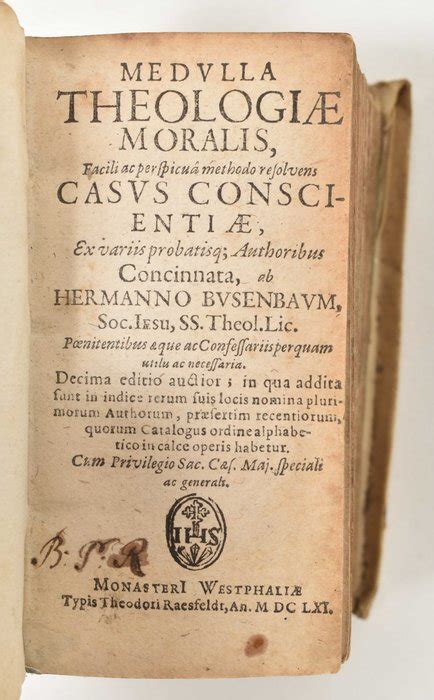 MEDVLLA
THEOLOGIÆ
MORALIS,
Facili ac perspicuâ methodo resolvens
CASVS CONSCI-
ENTIÆ,
Ex variis probatisq; Authoribus
Concinnata, ab
HERMANNO BVSENBAVM,
Soc. Iesu, SS. Theol. Lic.
Pœnitentibus æque ac Confessariis perquam
utilis ac necessaria.
Decima editio auctior; in qua addita
sunt in indice rerum suis locis nomina pluri-
morum Authorum, præsertim recentiorum,
quorum Catalogus ordine alphabe-
tico in calce operis habetur.
Cum Privilegio Sac. Cæs. Maj. speciali
ac generali.
IHS
B. P. R
MONASTERI WESTPHALIÆ
Typis Theodori Raesfeldt, An. M DC LXI.